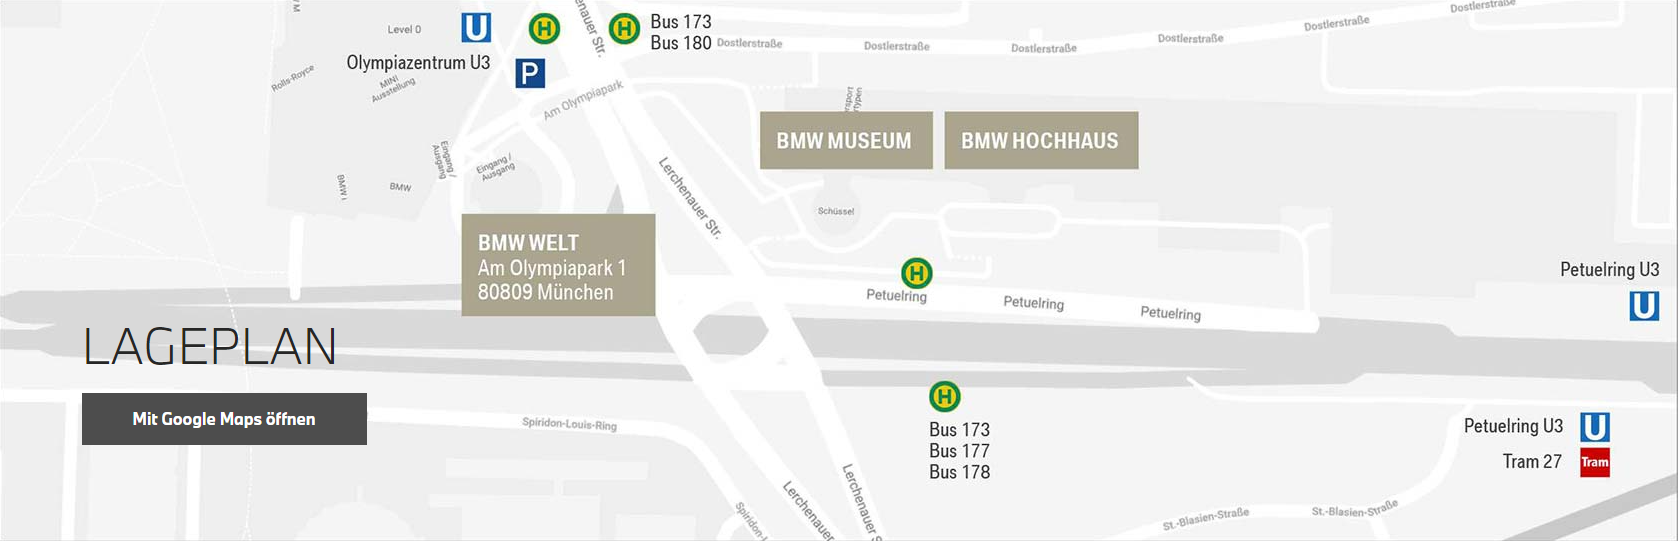 W M
Level 0
U
H
H
Bus 173
Bus 180
Olympiazentrum U3
P
nauer Str.
Dostlerstraße
Dostlerstraße
Dostlerstraße
Dostlerstraße
Dostlerstraße
Dostlerstraße
Rolls-Royce
MINI
Ausstellung
Am Olympiapark
BMW MUSEUM
BMW HOCHHAUS
Eingang /
Ausgang
Eingang /
Ausgang
BMW i
BMW
Lerchenauer Str.
Schüssel
BMW WELT
Am Olympiapark 1
80809 München
H
Petuelring
Petuelring
Petuelring
Petuelring U3
U
LAGEPLAN
Mit Google Maps öffnen
H
Bus 173
Bus 177
Bus 178
Spiridon-Louis-Ring
Petuelring U3
U
Tram 27
Tram
Spiridon-L
Lerchenauer
Lerchenauer S
St.-Blasien-Straße
St.-Blasien-Straße